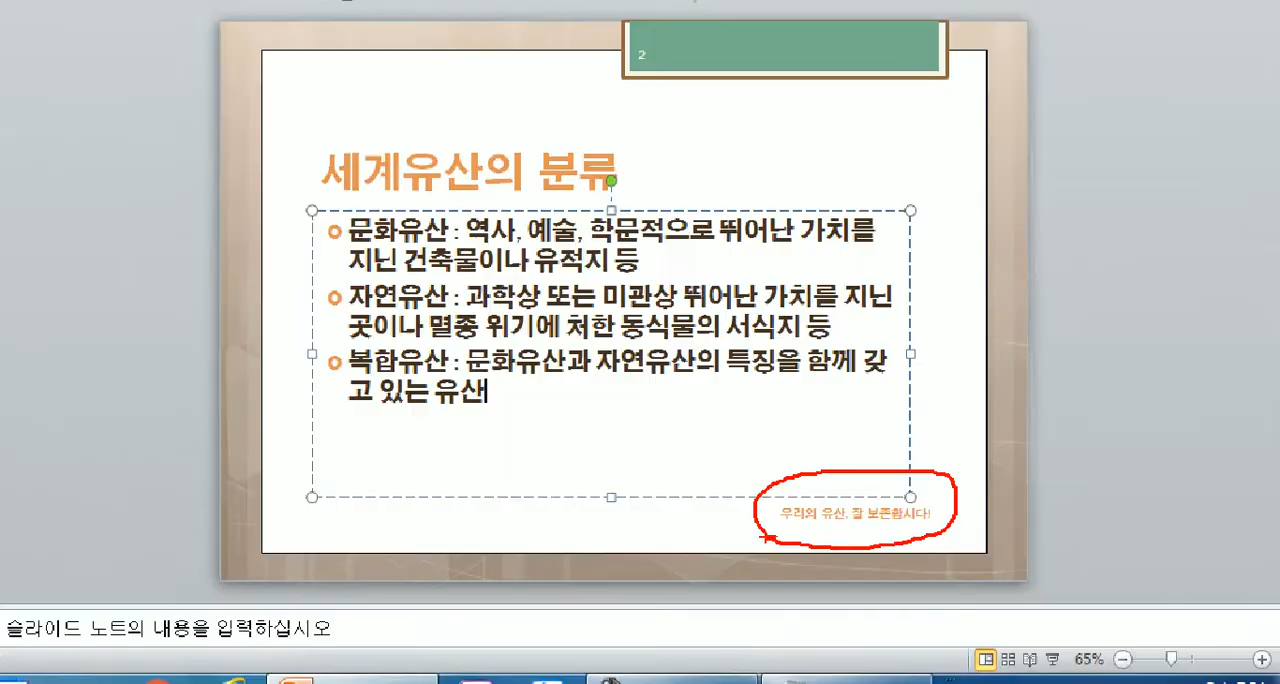 2
세계유산의 분류
문화유산 : 역사, 예술, 학문적으로 뛰어난 가치를
지닌 건축물이나 유적지 등
자연유산 : 과학상 또는 미관상 뛰어난 가치를 지닌
곳이나 멸종 위기에 처한 동식물의 서식지 등
복합유산 : 문화유산과 자연유산의 특징을 함께 갖
고 있는 유산
우리의 유산, 잘 보존합시다!
슬라이드 노트의 내용을 입력하십시오
65%